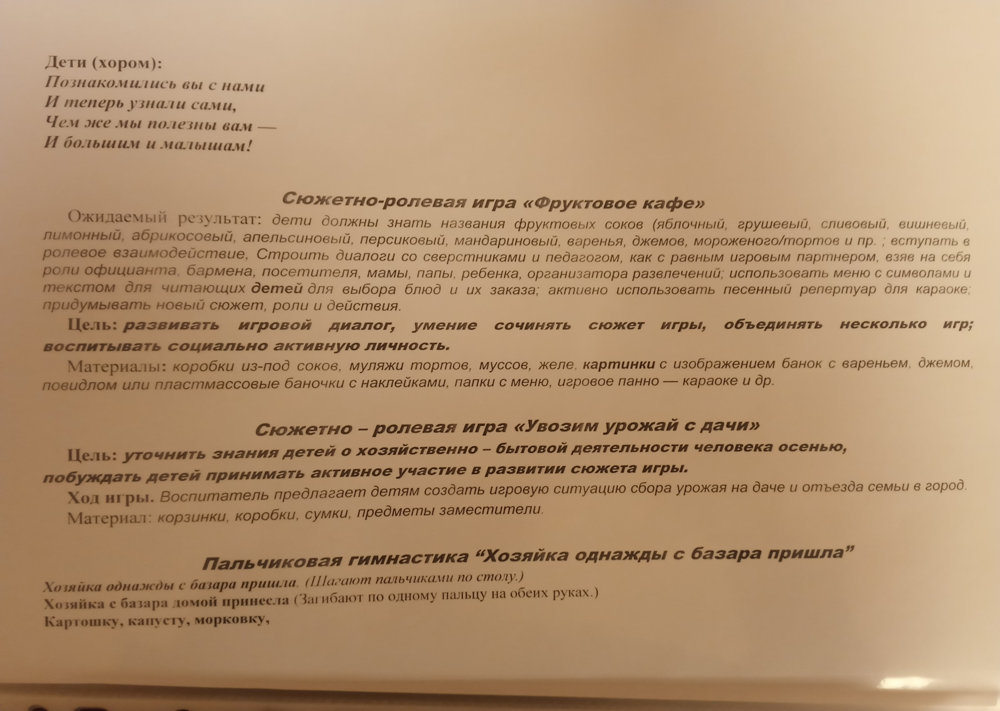 Дети (хором):
Познакомились вы с нами
И теперь узнали сами,
Чем же мы полезны вам —
И большим и малышам!
Сюжетно-ролевая игра «Фруктовое кафе»
Ожидаемый результат: дети должны знать названия фруктовых соков (яблочный, грушевый, сливовый, вишневый,
лимонный, абрикосовый, апельсиновый, персиковый, мандариновый, варенья, джемов, мороженого/тортов и пр. ; вступать в
ролевое взаимодействие, Строить диалоги со сверстниками и педагогом, как с равным игровым партнером, взяв на себя
роли официанта, бармена, посетителя, мамы, папы, ребенка, организатора развлечений; использовать меню с символами и
текстом для читающих детей для выбора блюд и их заказа; активно использовать песенный репертуар для караоке;
придумывать новый сюжет, роли и действия.
Цель: развивать игровой диалог, умение сочинять сюжет игры, объединять несколько игр;
воспитывать социально активную личность.
Материалы: коробки из-под соков, муляжи тортов, муссов, желе, картинки с изображением банок с вареньем, джемом,
повидлом или пластмассовые баночки с наклейками, папки с меню, игровое панно — караоке и др.
Сюжетно – ролевая игра «Увозим урожай с дачи»
Цель: уточнить знания детей о хозяйственно – бытовой деятельности человека осенью,
побуждать детей принимать активное участие в развитии сюжета игры.
Ход игры. Воспитатель предлагает детям создать игровую ситуацию сбора урожая на даче и отъезда семьи в город.
Материал: корзинки, коробки, сумки, предметы заместители.
Пальчиковая гимнастика “Хозяйка однажды с базара пришла”
Хозяйка однажды с базара пришла. (Шагают пальчиками по столу.)
Хозяйка с базара домой принесла (Загибают по одному пальцу на обеих руках.)
Картошку, капусту, морковку,